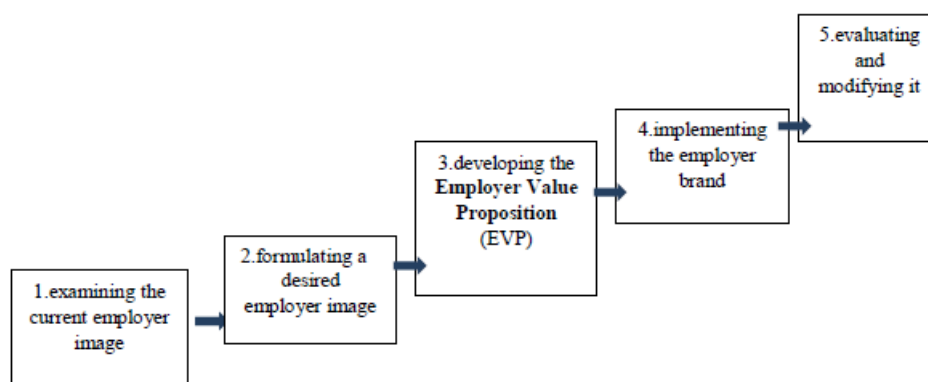 1.examining the
current employer
image
2.formulating a
desired
employer image
3.developing the
Employer Value
Proposition
(EVP)
4.implementing
the employer
brand
5.evaluating
and
modifying it